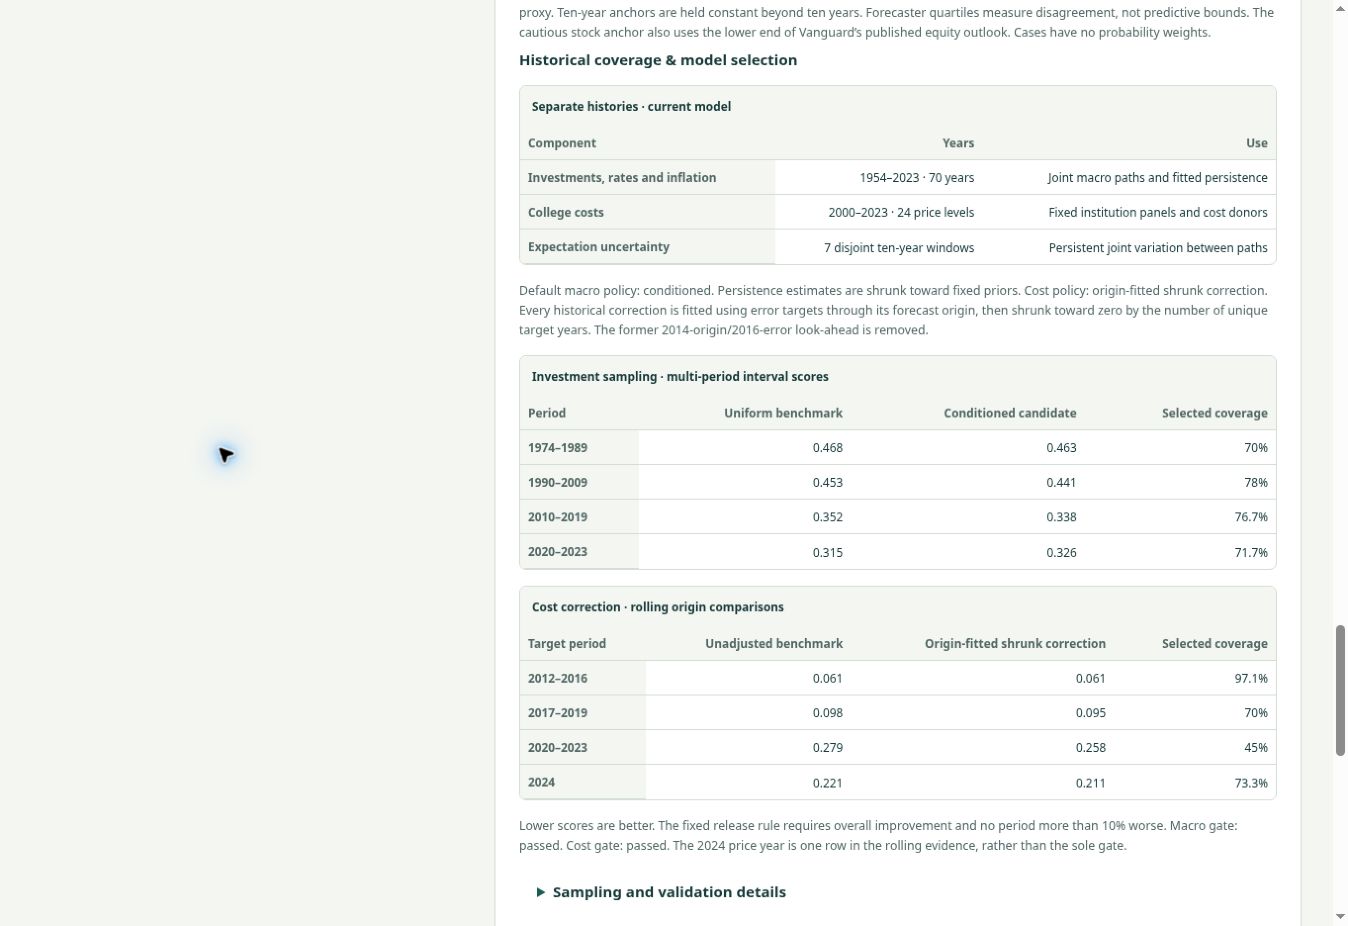 proxy. Ten-year anchors are held constant beyond ten years. Forecaster quartiles measure disagreement, not predictive bounds. The
cautious stock anchor also uses the lower end of Vanguard's published equity outlook. Cases have no probability weights.
Historical coverage & model selection
Separate histories · current model
Component Years Use
Investments, rates and inflation 1954–2023 · 70 years Joint macro paths and fitted persistence
College costs 2000–2023 · 24 price levels Fixed institution panels and cost donors
Expectation uncertainty 7 disjoint ten-year windows Persistent joint variation between paths
Default macro policy: conditioned. Persistence estimates are shrunk toward fixed priors. Cost policy: origin-fitted shrunk correction.
Every historical correction is fitted using error targets through its forecast origin, then shrunk toward zero by the number of unique
target years. The former 2014-origin/2016-error look-ahead is removed.
Investment sampling · multi-period interval scores
Period Uniform benchmark Conditioned candidate Selected coverage
1974–1989 0.468 0.463 70%
1990–2009 0.453 0.441 78%
2010–2019 0.352 0.338 76.7%
2020–2023 0.315 0.326 71.7%
Cost correction · rolling origin comparisons
Target period Unadjusted benchmark Origin-fitted shrunk correction Selected coverage
2012–2016 0.061 0.061 97.1%
2017–2019 0.098 0.095 70%
2020–2023 0.279 0.258 45%
2024 0.221 0.211 73.3%
Lower scores are better. The fixed release rule requires overall improvement and no period more than 10% worse. Macro gate:
passed. Cost gate: passed. The 2024 price year is one row in the rolling evidence, rather than the sole gate.
Sampling and validation details